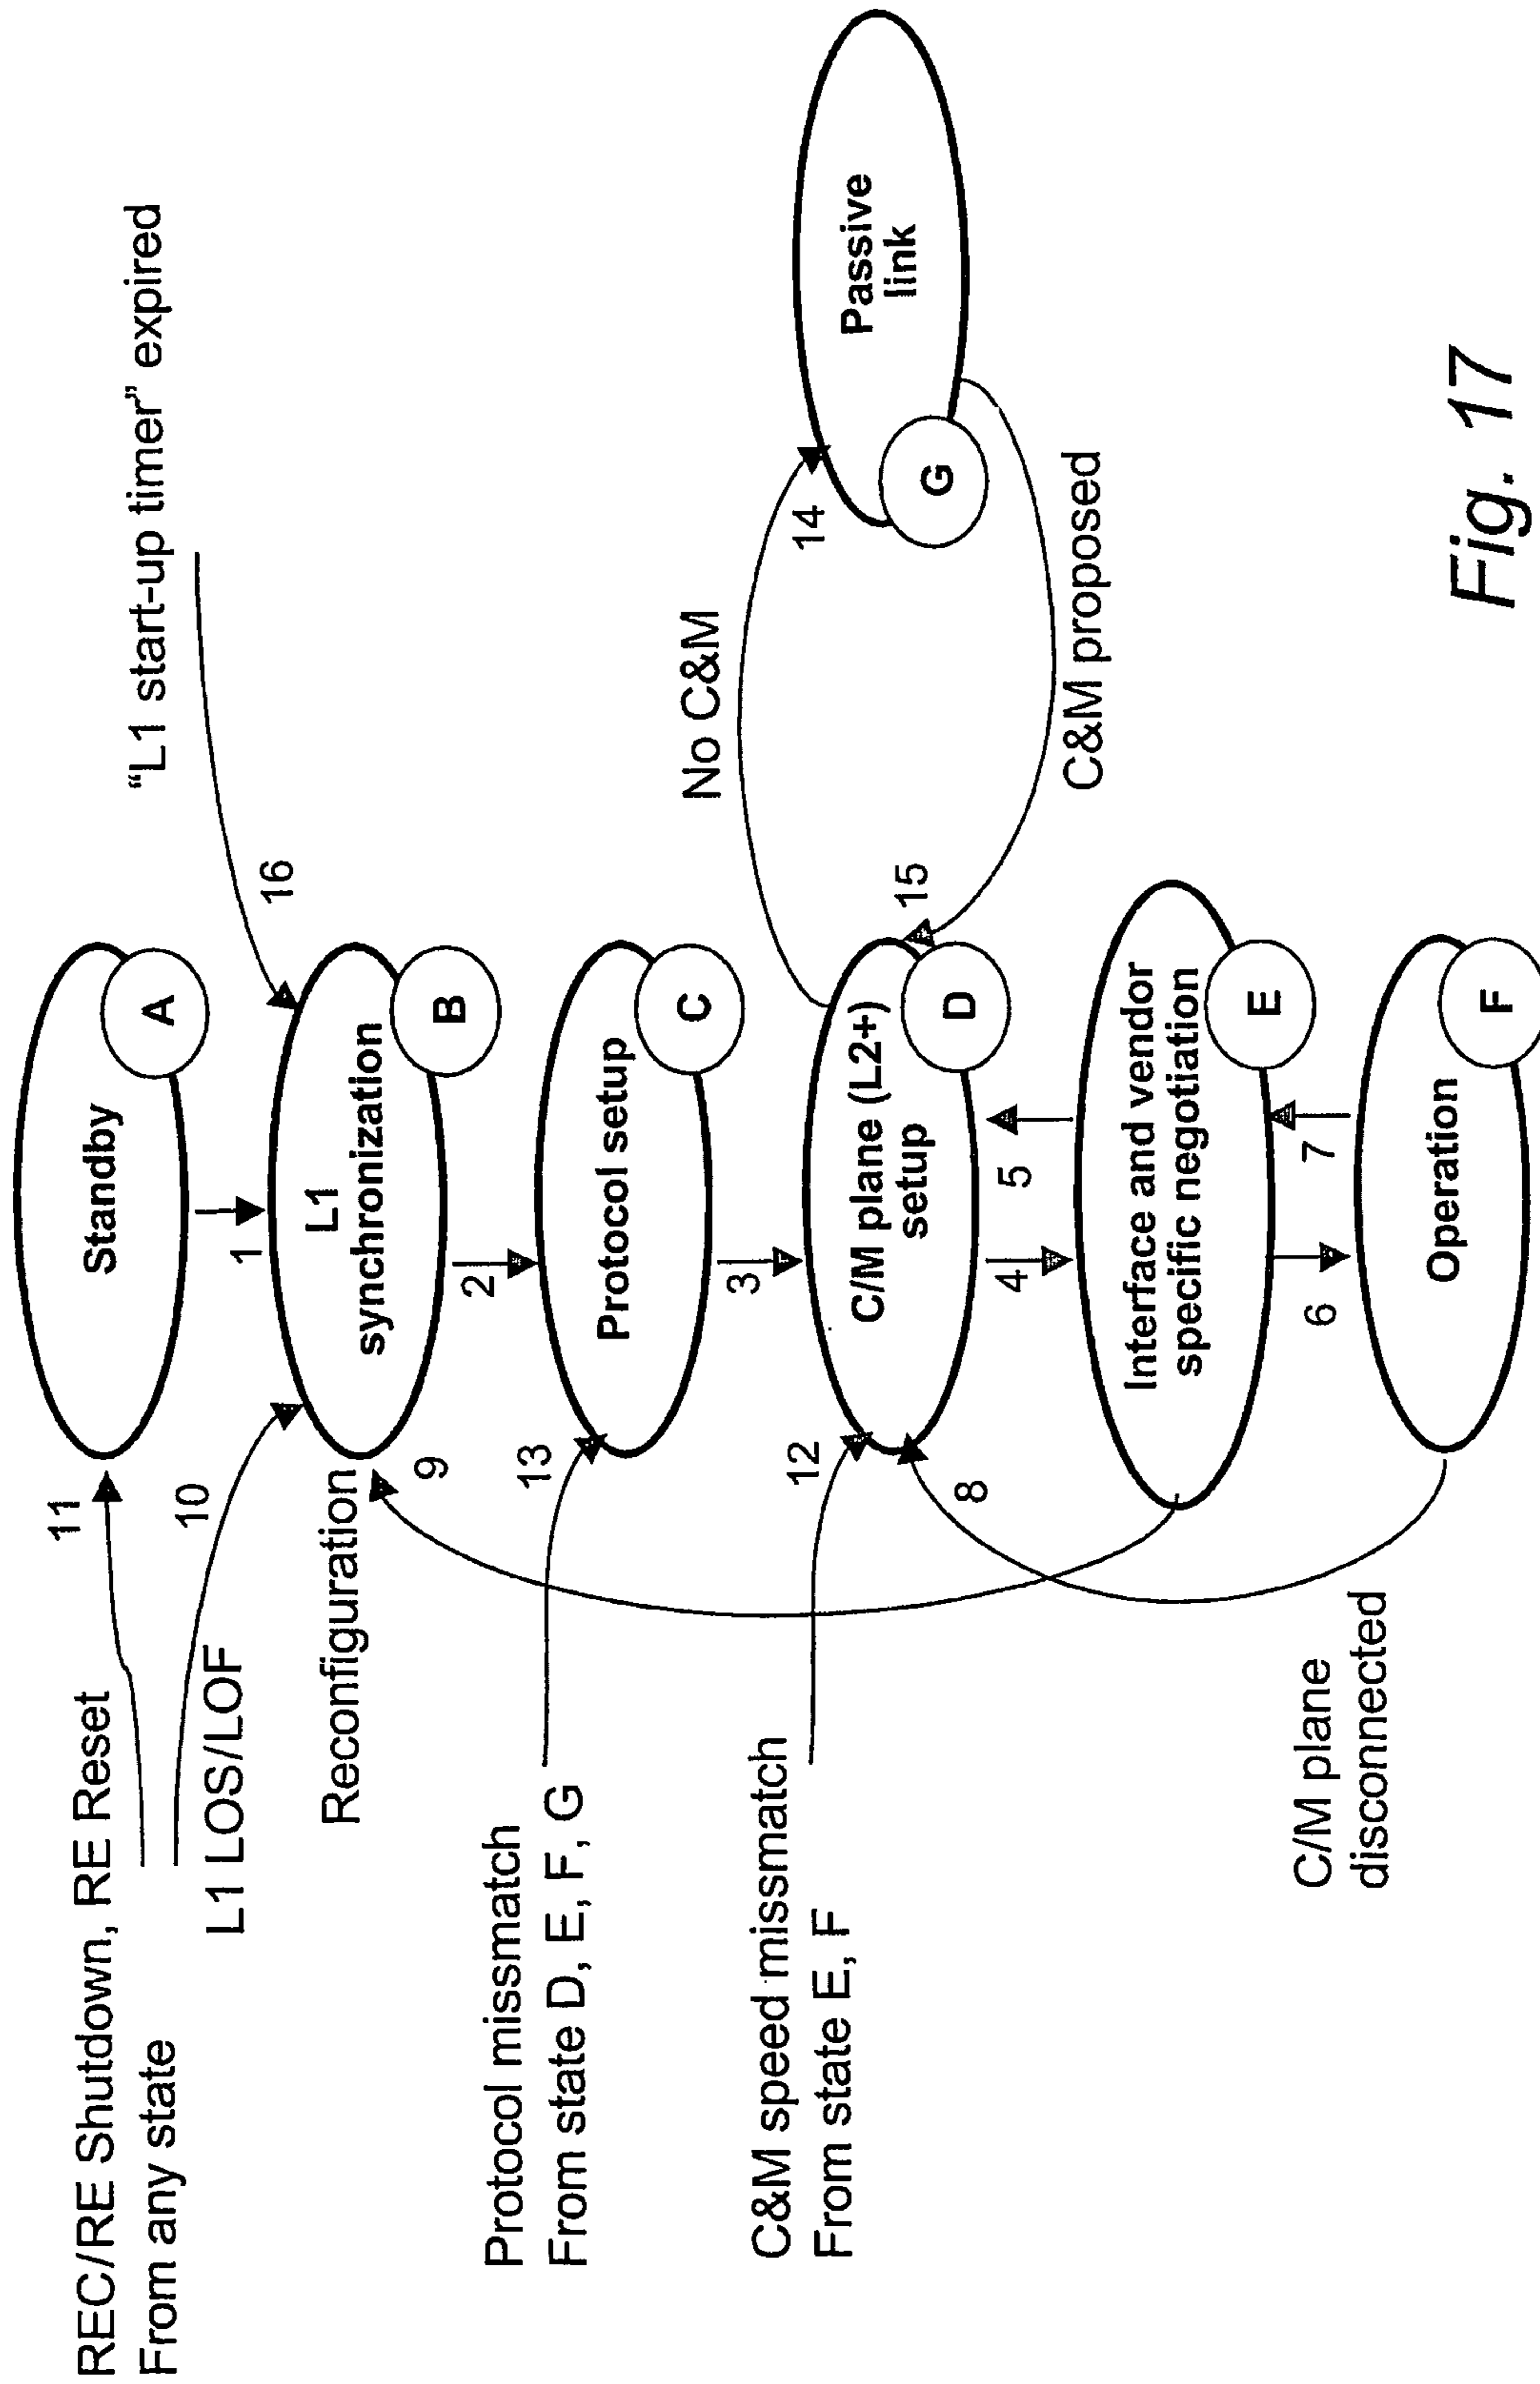 REC/RE Shutdown, RE Reset
From any state
11
10
L1 LOS/LOF
Standby
A
"L1 start-up timer" expired
16
1
L1
synchronization
B
Reconfiguration
9
2
Protocol missmatch
From state D, E, F, G
13
Protocol setup
C
3
No C&M
14
Passive
link
G
C&M speed missmatch
From state E, F
12
C/M plane (L2+)
setup
D
15
C&M proposed
8
4
5
Interface and vendor
specific negotiation
E
C/M plane
disconnected
6
7
Operation
F
Fig. 17